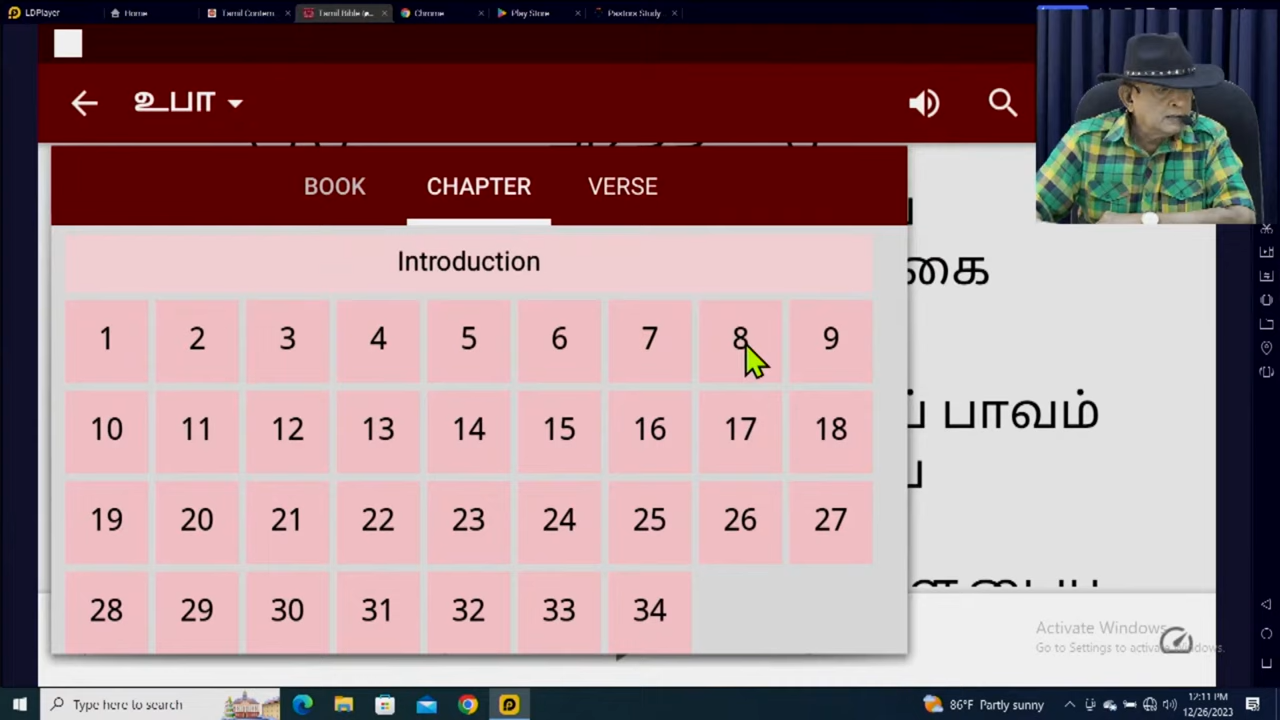 LDPlayer
Home
Tamil Contem
Tamil Bible
Chrome
Play Store
Pastors Study
உபா
BOOK
CHAPTER
VERSE
Introduction
கை
1 2 3 4 5 6 7 8 9
10 11 12 13 14 15 16 17 18
பாவம்
19 20 21 22 23 24 25 26 27
28 29 30 31 32 33 34
Activate Windows
Go to Settings to activate Windows.
Type here to search
86°F Partly sunny
12:11 PM
12/26/2023